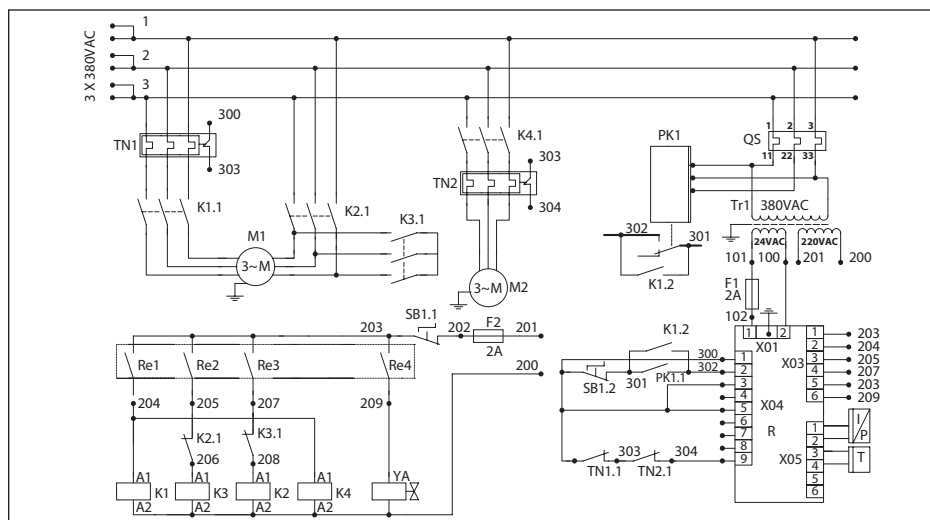 3 X 380VAC
1
2
3
300
TN1
303
K1.1
M1
3~M
K2.1
K3.1
K4.1
303
TN2
304
3~M
M2
PK1
302
301
K1.2
1 2 3
QS
11 22 33
Tr1
380VAC
24VAC
220VAC
101 100 201 200
F1
2A
102
203
SB1.1
202
F2
2A
201
200
Re1 Re2 Re3 Re4
204 205 207 209
K2.1
206
K3.1
208
A1 A1 A1 A1 YA
K1 K3 K2 K4
A2 A2 A2 A2
K1.2
300
302
SB1.2
301
PK1.1
303
304
TN1.1
TN2.1
1 2
X01
1
2
3
4
5
6
7
8
9
X04
R
X03
1
2
3
4
5
6
203
204
205
207
203
209
X05
1
2
3
4
5
6
I
P
T